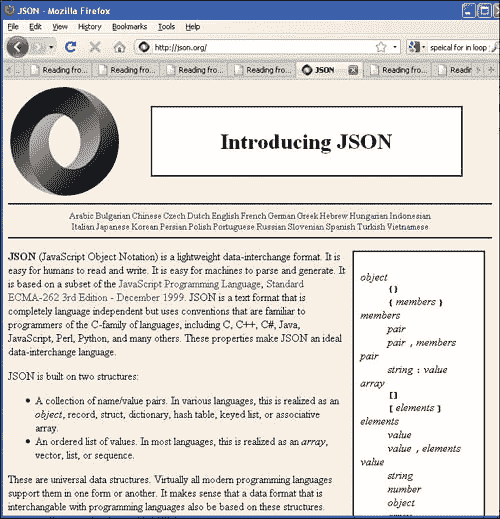 JSON - Mozilla Firefox
File Edit View History Bookmarks Tools Help
http://json.org/
speical for in loop
Reading fro...
Reading fro...
Reading fro...
Reading fro...
JSON
Reading fro...
Reading fro...
Readin
Introducing JSON
Arabic Bulgarian Chinese Czech Dutch English French German Greek Hebrew Hungarian Indonesian
Italian Japanese Korean Persian Polish Portuguese Russian Slovenian Spanish Turkish Vietnamese
JSON (JavaScript Object Notation) is a lightweight data-interchange format. It is
easy for humans to read and write. It is easy for machines to parse and generate. It
is based on a subset of the JavaScript Programming Language, Standard
ECMA-262 3rd Edition - December 1999. JSON is a text format that is
completely language independent but uses conventions that are familiar to
programmers of the C-family of languages, including C, C++, C#, Java,
JavaScript, Perl, Python, and many others. These properties make JSON an ideal
data-interchange language.
JSON is built on two structures:
• A collection of name/value pairs. In various languages, this is realized as an
object, record, struct, dictionary, hash table, keyed list, or associative
array.
• An ordered list of values. In most languages, this is realized as an array,
vector, list, or sequence.
These are universal data structures. Virtually all modern programming languages
support them in one form or another. It makes sense that a data format that is
interchangable with programming languages also be based on these structures.
object
{}
{ members }
members
pair
pair , members
pair
string : value
array
[]
[ elements ]
elements
value
value , elements
value
string
number
object